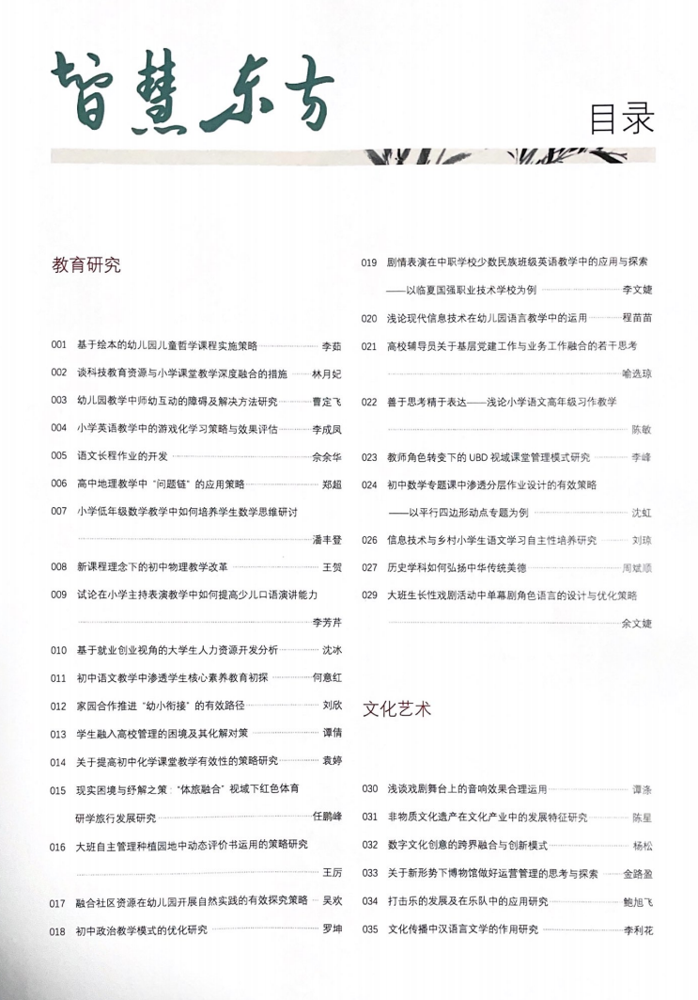 智慧东方
目录
教育研究
001 基于绘本的幼儿园儿童哲学课程实施策略 李茹
002 谈科技教育资源与小学课堂教学深度融合的措施 林月妃
003 幼儿园教学中师幼互动的障碍及解决方法研究 曹定飞
004 小学英语教学中的游戏化学习策略与效果评估 李成凤
005 语文长程作业的开发 佘余华
006 高中地理教学中“问题链”的应用策略 郑超
007 小学低年级数学教学中如何培养学生数学思维研讨
潘丰登
008 新课程理念下的初中物理教学改革 王贺
009 试论在小学主持表演教学中如何提高少儿口语演讲能力
李芳芹
010 基于就业创业视角的大学生人力资源开发分析 沈冰
011 初中语文教学中渗透学生核心素养教育初探 何意红
012 家园合作推进“幼小衔接”的有效路径 刘欣
013 学生融入高校管理的困境及其化解对策 谭倩
014 关于提高初中化学课堂教学有效性的策略研究 袁婷
015 现实困境与纾解之策:“体旅融合”视域下红色体育
研学旅行发展研究 任鹏峰
016 大班自主管理种植园地中动态评价书运用的策略研究
王厉
017 融合社区资源在幼儿园开展自然实践的有效探究策略 吴欢
018 初中政治教学模式的优化研究 罗坤
019 剧情表演在中职学校少数民族班级英语教学中的应用与探索
——以临夏国强职业技术学校为例 李文婕
020 浅论现代信息技术在幼儿园语言教学中的运用 程苗苗
021 高校辅导员关于基层党建工作与业务工作融合的若干思考
喻选琼
022 善于思考精于表达——浅论小学语文高年级习作教学
陈敏
023 教师角色转变下的 UBD 视域课堂管理模式研究 李峰
024 初中数学专题课中渗透分层作业设计的有效策略
——以平行四边形动点专题为例 沈虹
026 信息技术与乡村小学生语文学习自主性培养研究 刘琼
027 历史学科如何弘扬中华传统美德 周斌顺
029 大班生长性戏剧活动中单幕剧角色语言的设计与优化策略
余文婕
文化艺术
030 浅谈戏剧舞台上的音响效果合理运用 谭涤
031 非物质文化遗产在文化产业中的发展特征研究 陈星
032 数字文化创意的跨界融合与创新模式 杨松
033 关于新形势下博物馆做好运营管理的思考与探索 金路盈
034 打击乐的发展及在乐队中的应用研究 鲍旭飞
035 文化传播中汉语言文学的作用研究 李利花